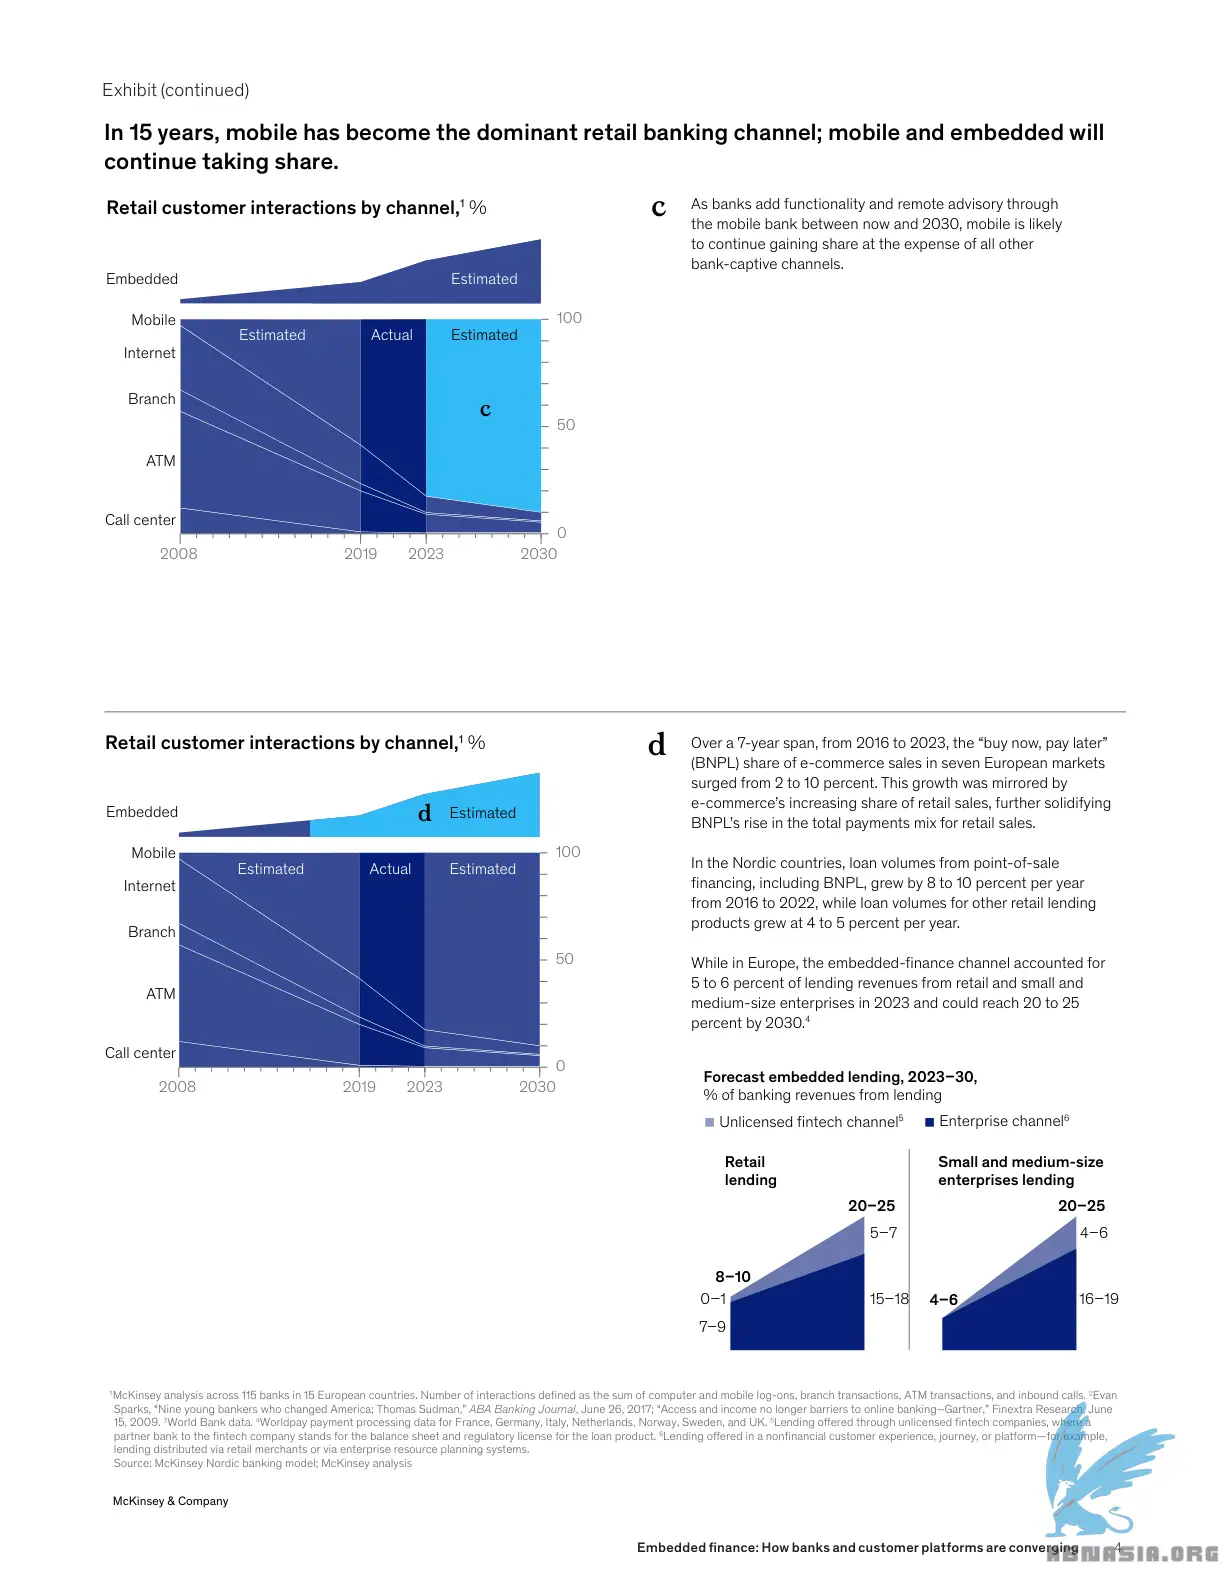 Exhibit (continued)
In 15 years, mobile has become the dominant retail banking channel; mobile and embedded will
continue taking share.
Retail customer interactions by channel,¹ %
Embedded
Estimated
Mobile
Internet
Branch
ATM
Call center
Estimated
Actual
Estimated
c
100
50
0
2008
2019
2023
2030
c
As banks add functionality and remote advisory through
the mobile bank between now and 2030, mobile is likely
to continue gaining share at the expense of all other
bank-captive channels.
Retail customer interactions by channel,¹ %
Embedded
d
Estimated
Mobile
Internet
Branch
ATM
Call center
Estimated
Actual
Estimated
100
50
0
2008
2019
2023
2030
d
Over a 7-year span, from 2016 to 2023, the “buy now, pay later”
(BNPL) share of e-commerce sales in seven European markets
surged from 2 to 10 percent. This growth was mirrored by
e-commerce’s increasing share of retail sales, further solidifying
BNPL’s rise in the total payments mix for retail sales.
In the Nordic countries, loan volumes from point-of-sale
financing, including BNPL, grew by 8 to 10 percent per year
from 2016 to 2022, while loan volumes for other retail lending
products grew at 4 to 5 percent per year.
While in Europe, the embedded-finance channel accounted for
5 to 6 percent of lending revenues from retail and small and
medium-size enterprises in 2023 and could reach 20 to 25
percent by 2030.⁴
Forecast embedded lending, 2023–30,
% of banking revenues from lending
Unlicensed fintech channel⁵
Enterprise channel⁶
Retail
lending
20–25
5–7
8–10
0–1
15–18
7–9
Small and medium-size
enterprises lending
20–25
4–6
4–6
16–19
¹McKinsey analysis across 115 banks in 15 European countries. Number of interactions defined as the sum of computer and mobile log-ons, branch transactions, ATM transactions, and inbound calls. ²Evan
Sparks, “Nine young bankers who changed America; Thomas Sudman,” ABA Banking Journal, June 26, 2017; “Access and income no longer barriers to online banking–Gartner,” Finextra Research, June
15, 2009. ³World Bank data. ⁴Worldpay payment processing data for France, Germany, Italy, Netherlands, Norway, Sweden, and UK. ⁵Lending offered through unlicensed fintech companies, where a
partner bank to the fintech company stands for the balance sheet and regulatory license for the loan product. ⁶Lending offered in a nonfinancial customer experience, journey, or platform—for example,
lending distributed via retail merchants or via enterprise resource planning systems.
Source: McKinsey Nordic banking model; McKinsey analysis
McKinsey & Company
Embedded finance: How banks and customer platforms are converging
4
ABNASIA.ORG